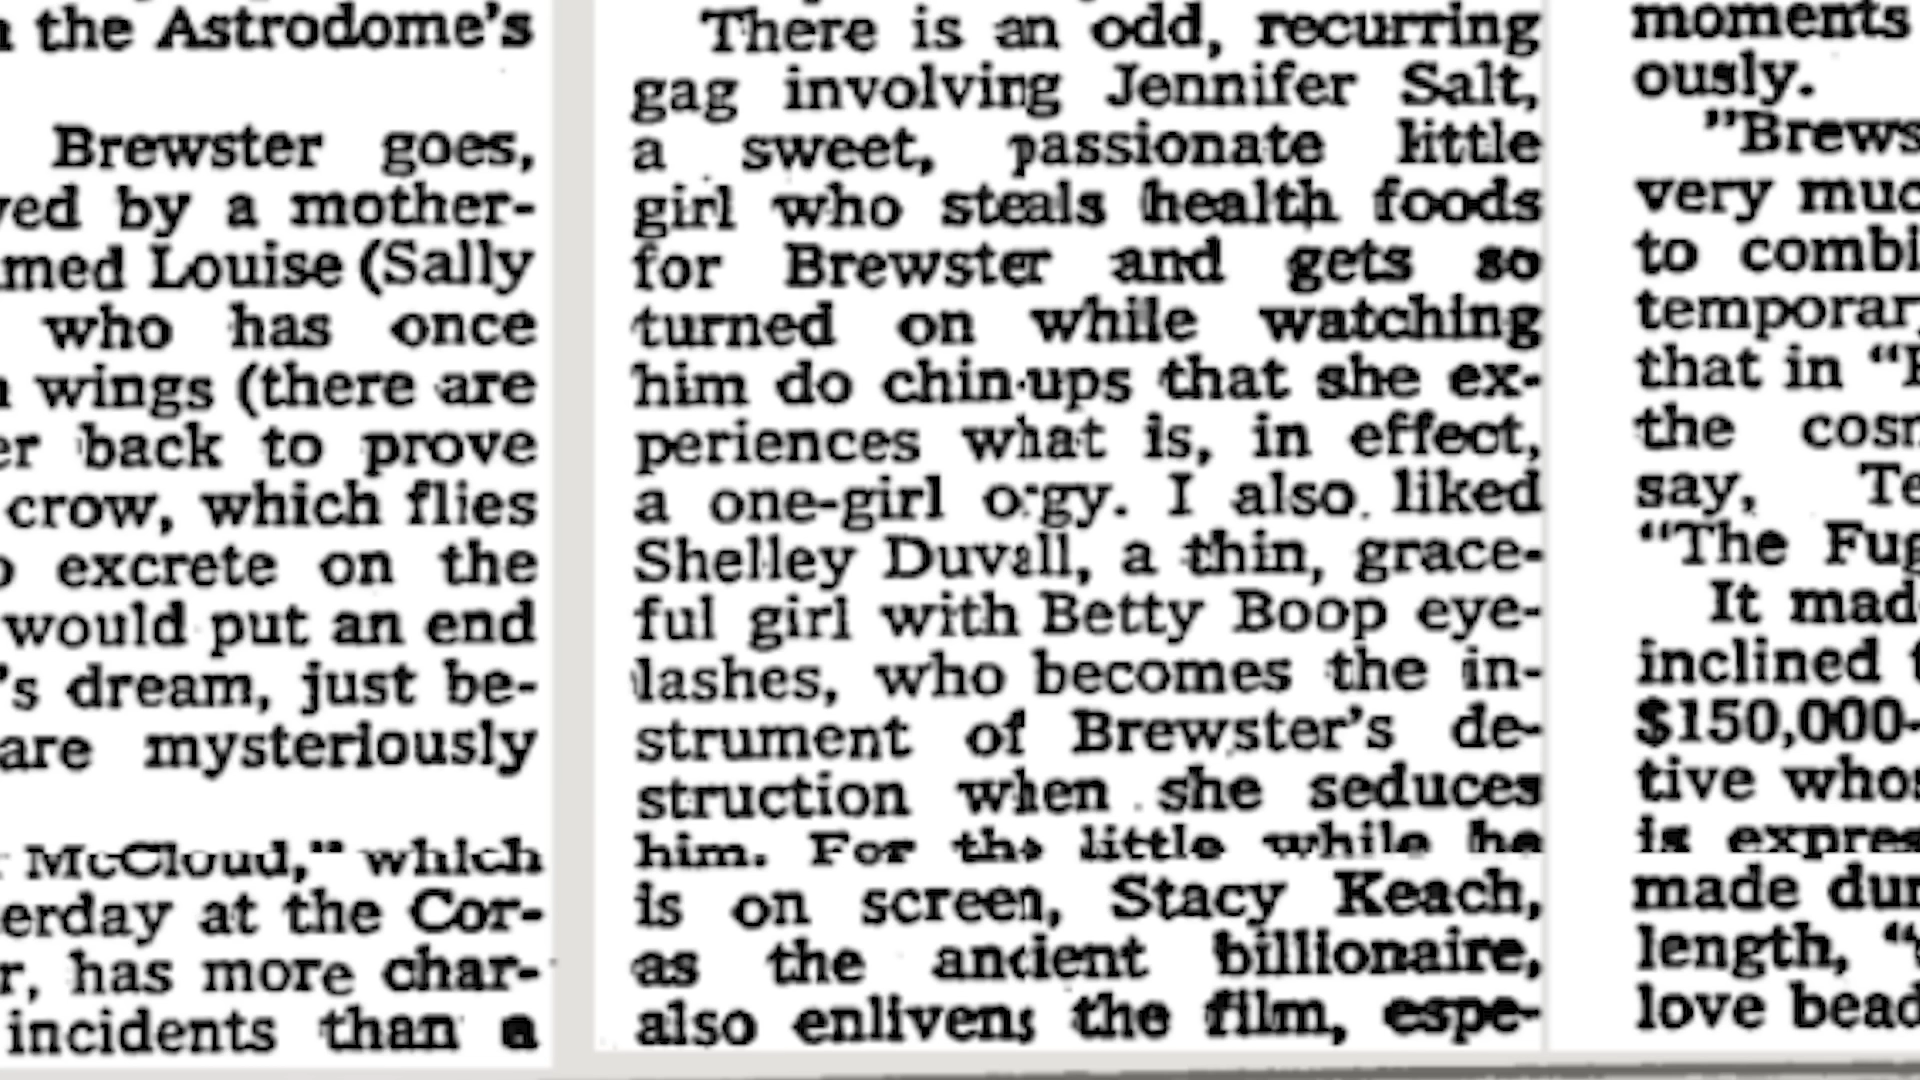 the Astrodome's
Brewster goes,
by a mother-
Louise (Sally
who has once
wings (there are
back to prove
crow, which flies
excrete on the
would put an end
dream, just be-
are mysteriously
McCloud," which
at the Cor-
has more char-
incidents than a
There is an odd, recurring
gag involving Jennifer Salt,
a sweet, passionate little
girl who steals health foods
for Brewster and gets so
turned on while watching
him do chin-ups that she ex-
periences what is, in effect,
a one-girl orgy. I also liked
Shelley Duvall, a thin, grace-
ful girl with Betty Boop eye-
lashes, who becomes the in-
strument of Brewster's de-
struction when she seduces
him. For the little while he
is on screen, Stacy Keach,
as the ancient billionaire,
also enlivens the film, espe-
moments
ously.
"Brews
very muc
to combi
temporar
that in “
the cosm
say, Te
“The Fug
It mad
inclined
$150,000-
tive whos
is expres
made dur
length, “
love bead